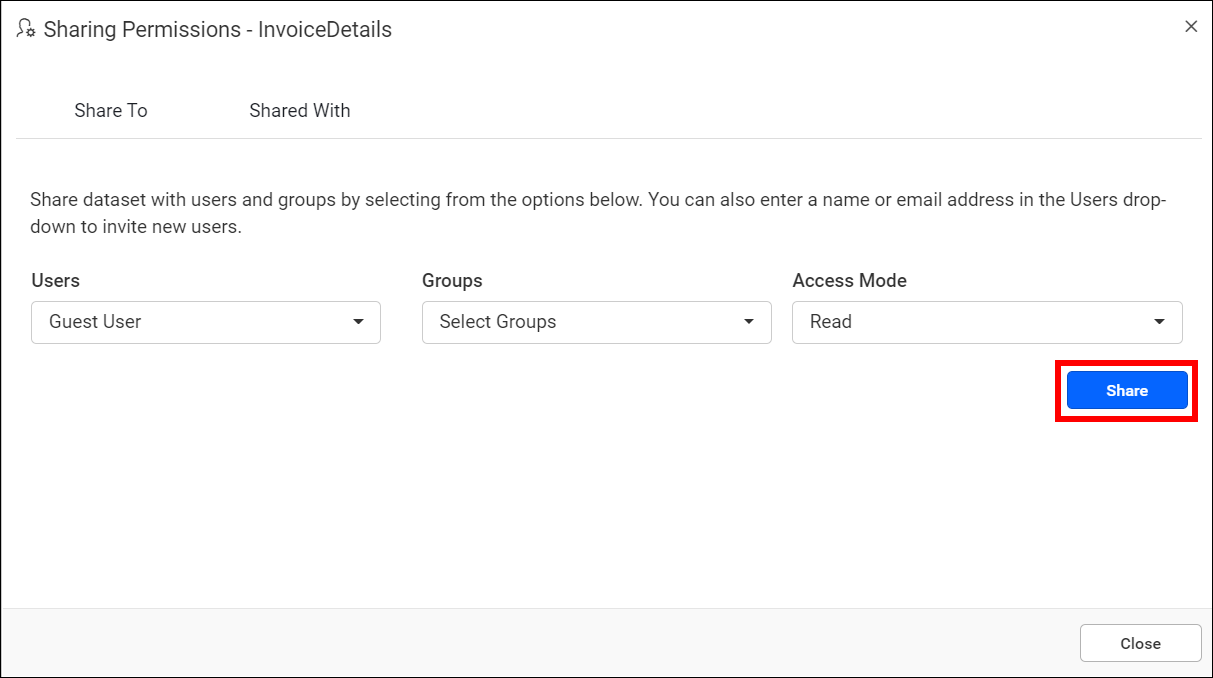 Sharing Permissions - InvoiceDetails
Share To
Shared With
Share dataset with users and groups by selecting from the options below. You can also enter a name or email address in the Users drop-
down to invite new users.
Users
Groups
Access Mode
Guest User
Select Groups
Read
Share
Close